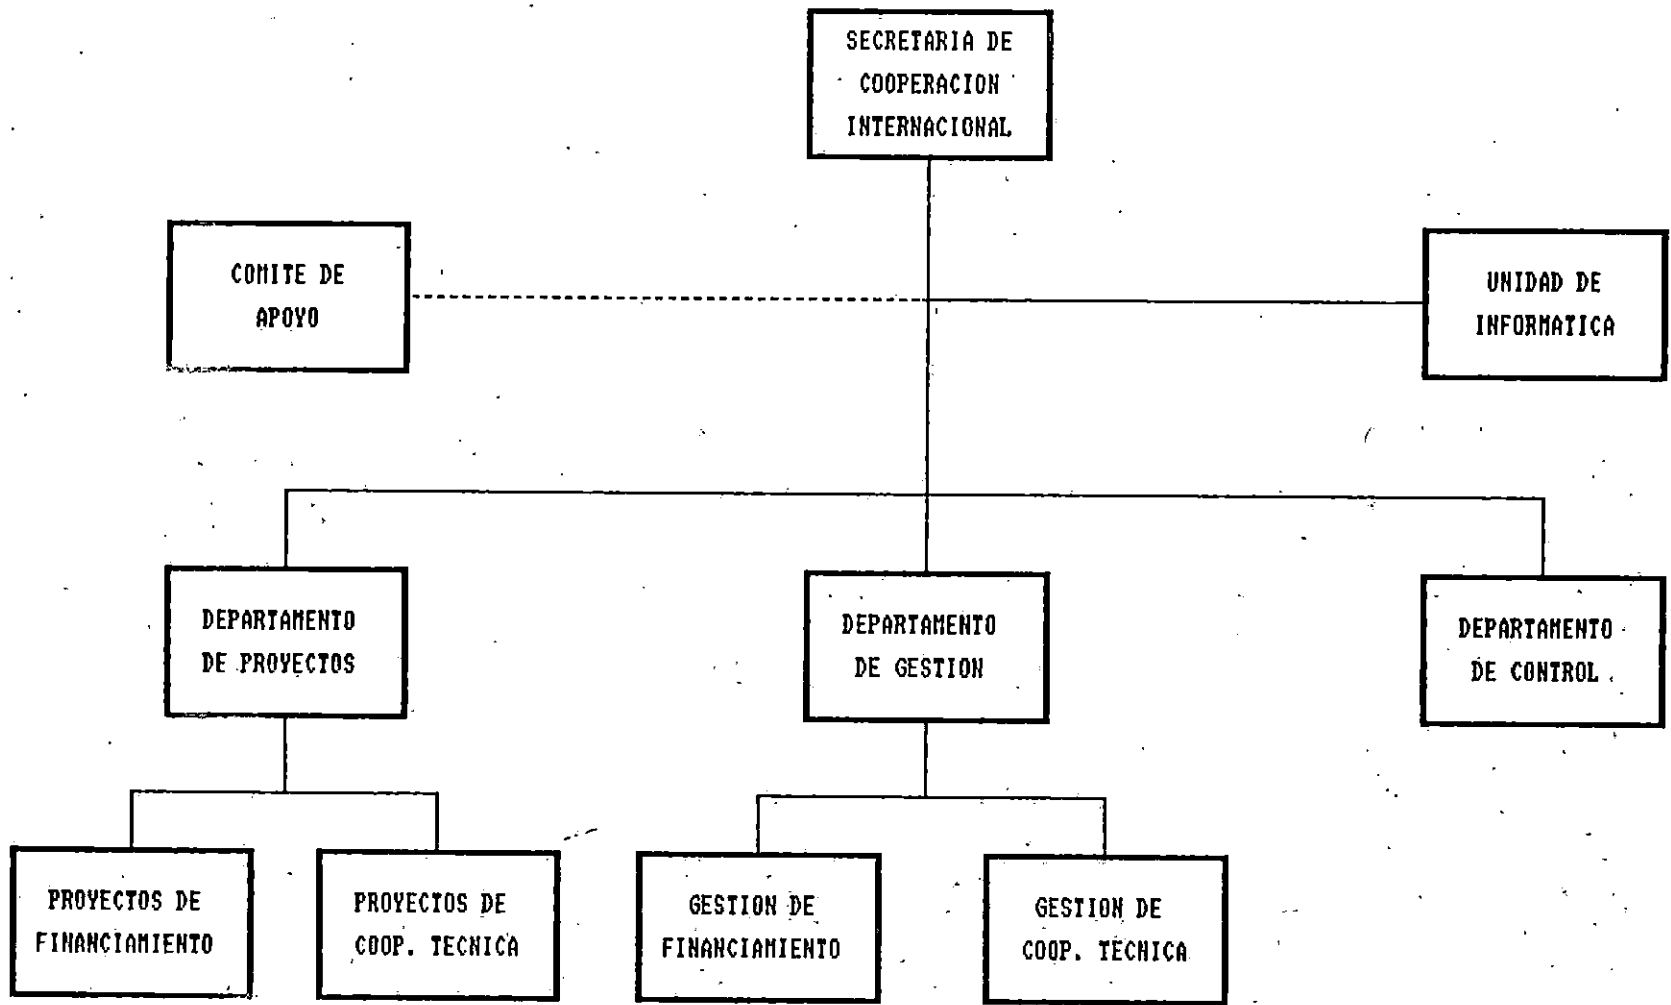 SECRETARIA DE
COOPERACION
INTERNACIONAL
COMITE DE
APOYO
UNIDAD DE
INFORMATICA
DEPARTAMENTO
DE PROYECTOS
DEPARTAMENTO
DE GESTION
DEPARTAMENTO
DE CONTROL
PROYECTOS DE
FINANCIAMIENTO
PROYECTOS DE
COOP. TECNICA
GESTION DE
FINANCIAMIENTO
GESTION DE
COOP. TECNICA